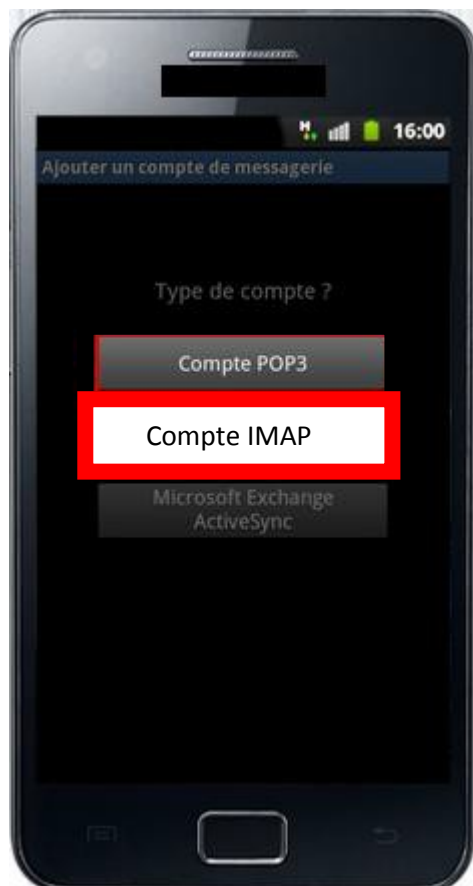 H
16:00
Ajouter un compte de messagerie
Type de compte ?
Compte POP3
Compte IMAP
Microsoft Exchange
ActiveSync